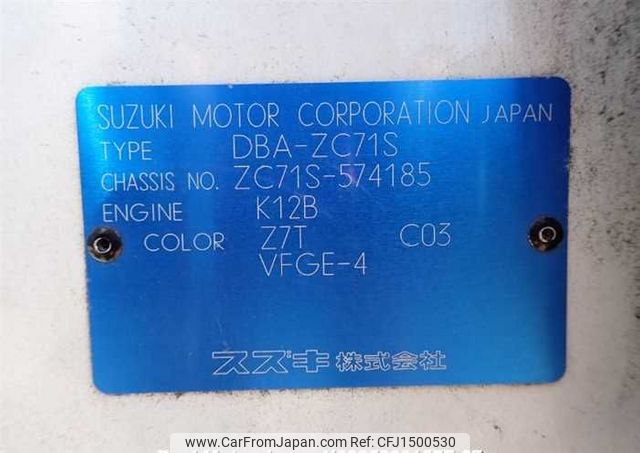 SUZUKI MOTOR CORPORATION JAPAN
TYPE DBA-ZC71S
CHASSIS NO. ZC71S-574185
ENGINE K12B
COLOR Z7T C03
VFGE-4
スズキ株式会社
www.CarFromJapan.com | Ref No. CFJ1500530